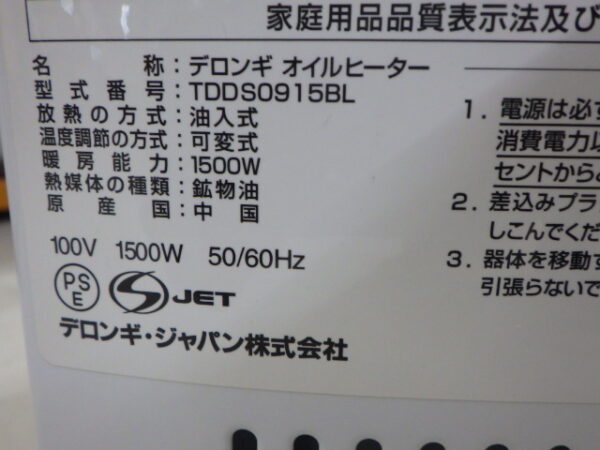 家庭用品品質表示法及び
名称：デロンギ オイルヒーター
型式番号：TDDS0915BL
放熱の方式：油入式
温度調節の方式：可変式
暖房能力：1500W
熱媒体の種類：鉱物油
原産国：中国
100V 1500W 50/60Hz
PS
E
JET
デロンギ・ジャパン株式会社
1. 電源は必ず
消費電力以
セントから
2. 差込みプラ
しこんでくだ
3. 器体を移動す
引張らないで